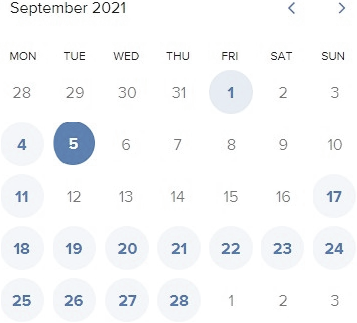 September 2021 < >
MON TUE WED THU FRI SAT SUN
28 29 30 31 1 2 3
4 5 6 7 8 9 10
11 12 13 14 15 16 17
18 19 20 21 22 23 24
25 26 27 28 1 2 3